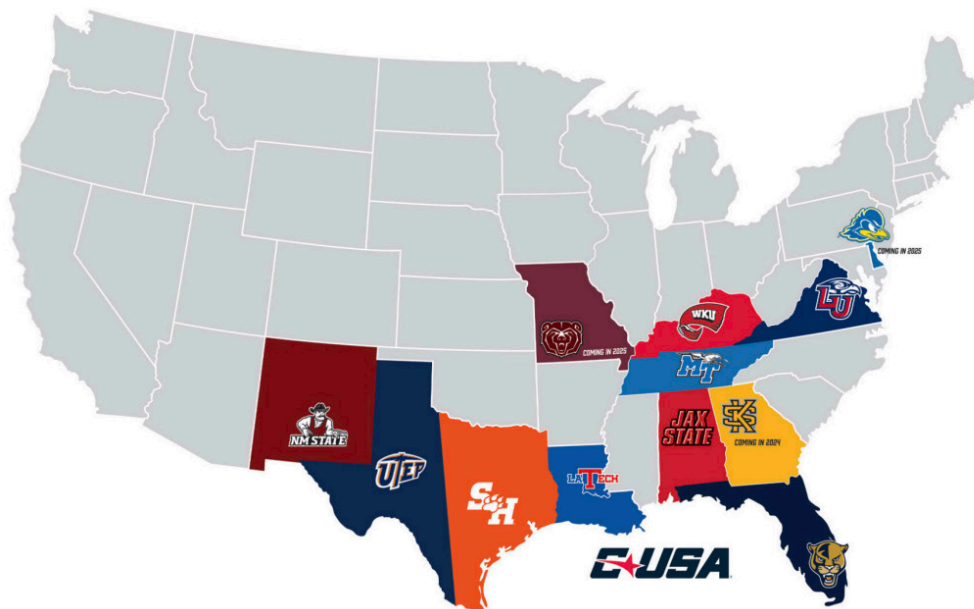 COMING IN 2025
LU
WKU
COMING IN 2025
MT
NM STATE
UTEP
SH
LA TECH
JAX
STATE
KS
COMING IN 2024
C USA